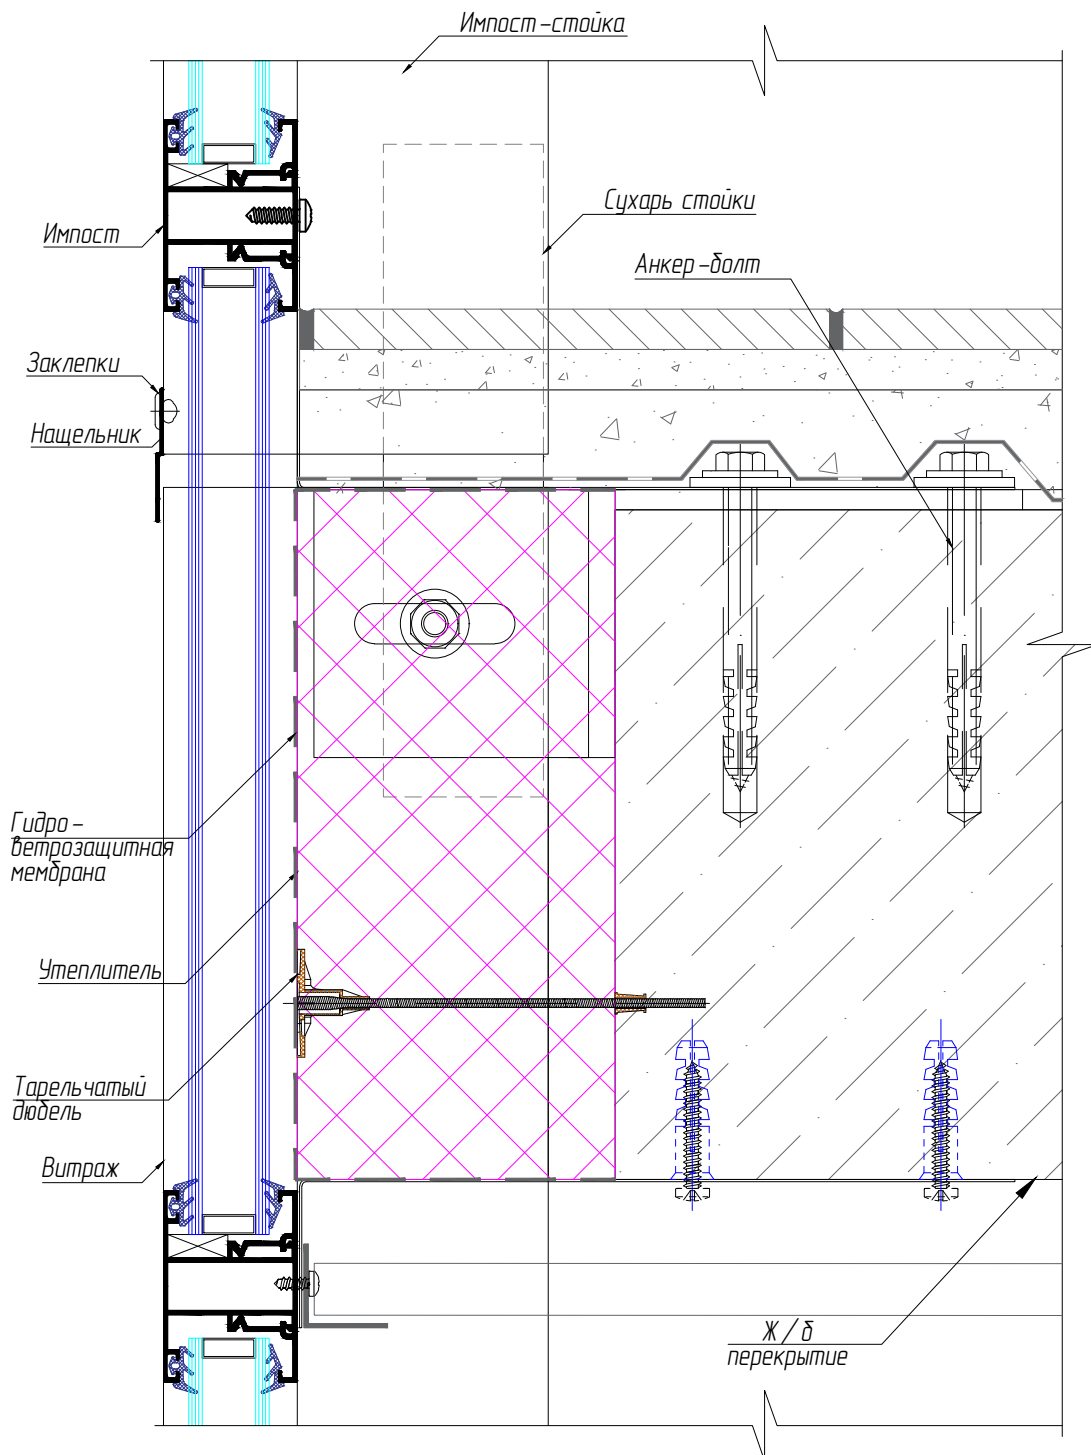 Импост-стойка
Сухарь стойки
Импост
Анкер-болт
Заклепки
Нащельник
Гидро-
ветрозащитная
мембрана
Утеплитель
Тарельчатый
дюбель
Витраж
Ж/б
перекрытие